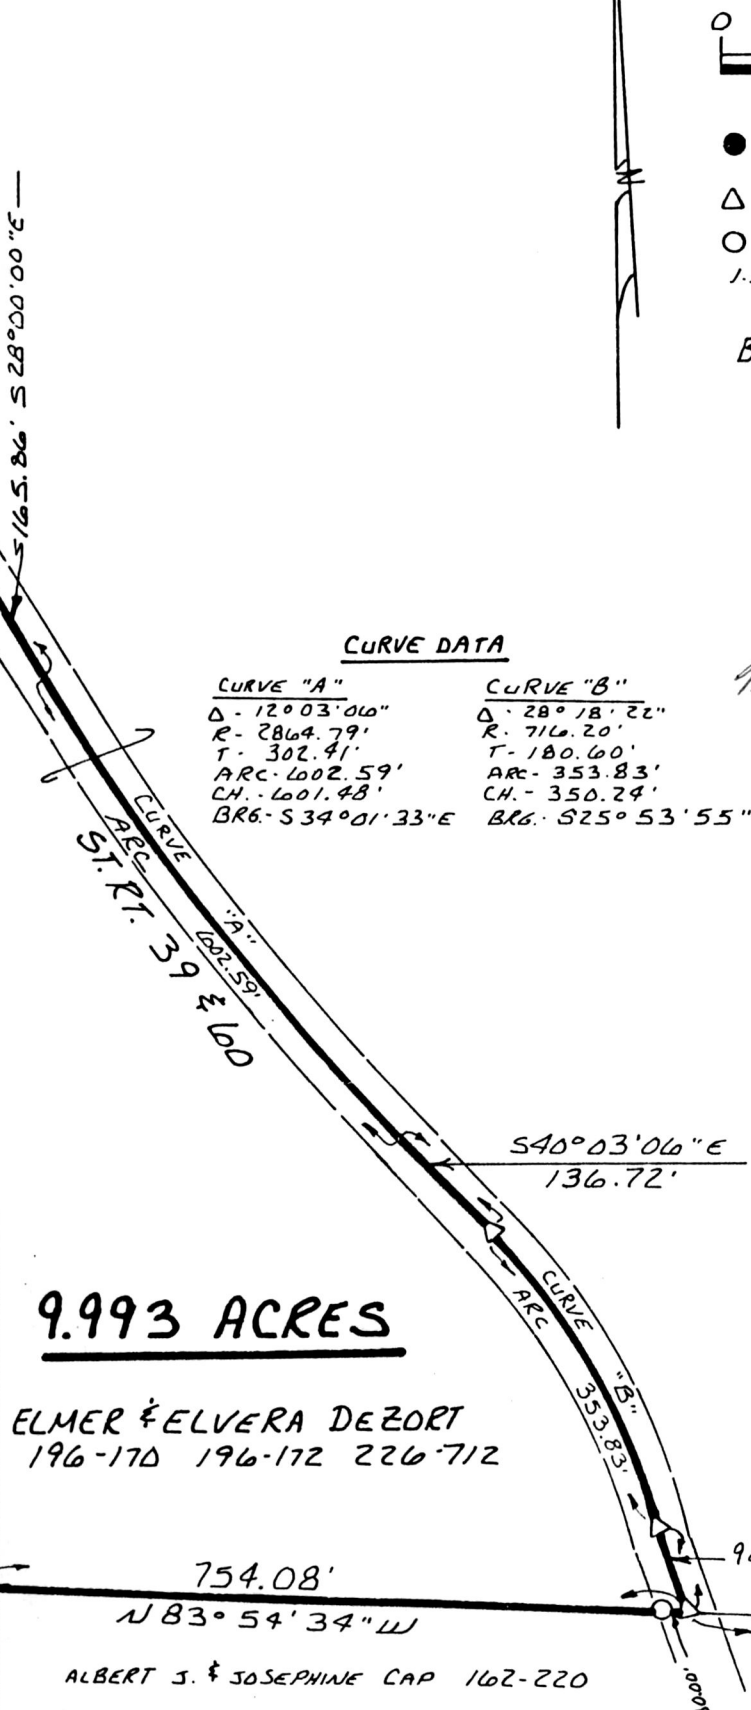 165.86' S 28°00'00"E
N
CURVE DATA
CURVE "A"
Δ - 12°03'06"
R - 2864.79'
T - 302.41'
ARC - 602.59'
CH. - 601.48'
BRG. - S 34°01'33"E
CURVE "B"
Δ - 28°18'22"
R. 716.20'
T - 180.60'
ARC - 353.83'
CH. - 350.24'
BRG. - S25°53'55"
CURVE "A"
ARC 602.59'
ST. RT. 39 & 60
S40°03'06"E
136.72'
CURVE "B"
ARC 353.83'
9.993 ACRES
ELMER & ELVERA DEZORT
196-170 196-172 226-712
754.08'
N 83°54'34" W
ALBERT J. & JOSEPHINE CAP 162-220